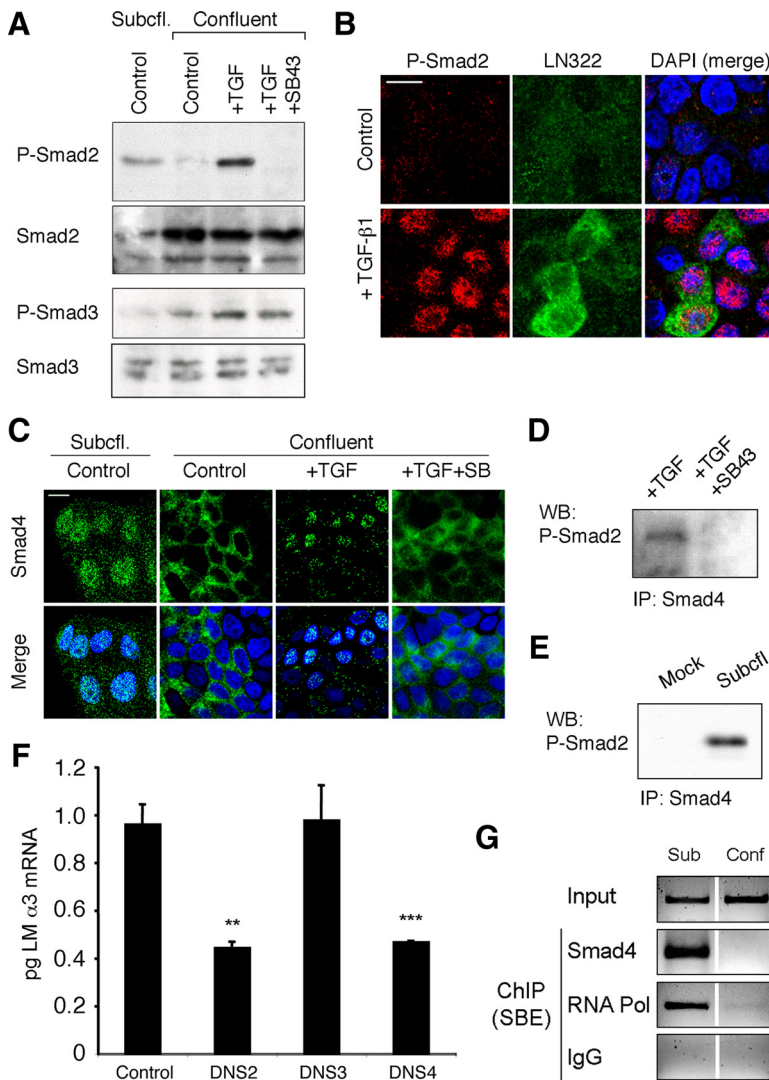 A
Subcfl. Confluent
Control
Control
+TGF
+TGF
+SB43
P-Smad2
Smad2
P-Smad3
Smad3
B
P-Smad2 LN322 DAPI (merge)
Control
+ TGF-β1
C
Subcfl. Confluent
Control Control +TGF +TGF+SB
Smad4
Merge
D
+TGF
+TGF
+SB43
WB:
P-Smad2
IP: Smad4
E
Mock
Subcfl
WB:
P-Smad2
IP: Smad4
F
pg LM α3 mRNA
1.2
1.0
0.8
0.6
0.4
0.2
0
**
***
Control DNS2 DNS3 DNS4
G
Sub Conf
Input
ChIP
(SBE)
Smad4
RNA Pol
IgG